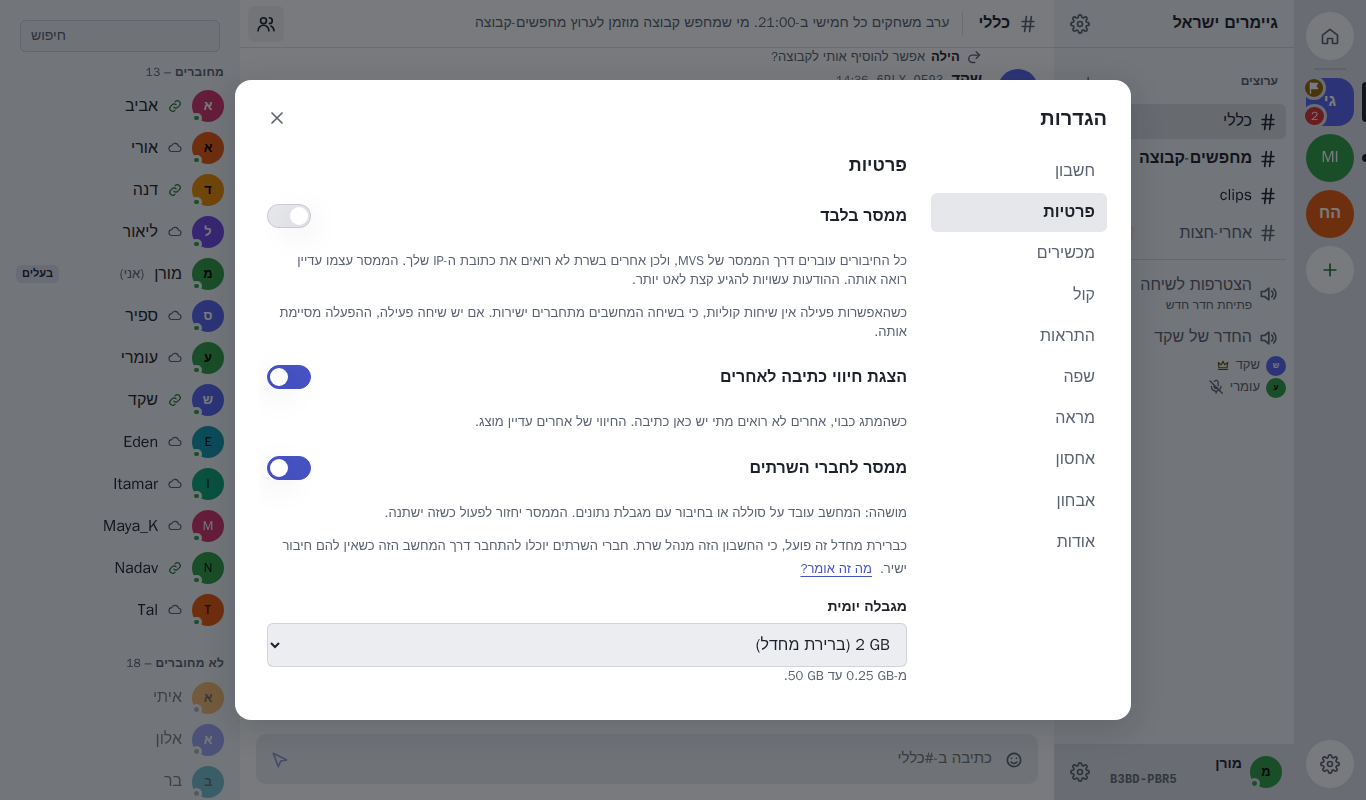 גיימרים ישראל
ערוצים
כללי
מחפשים-קבוצה
clips
אחרי-חצות
הצטרפות לשיחה
פתיחת חדר חדש
החדר של שקד
ש
שקד
ע
עומרי
גי
2
MI
הח
מ
מורן
B3BD-PBR5
כללי
ערב משחקים כל חמישי ב-21:00. מי שמחפש קבוצה מוזמן לערוץ מחפשים-קבוצה
הילה אפשר להוסיף אותי לקבוצה?
הגדרות
חשבון
פרטיות
מכשירים
קול
התראות
שפה
מראה
אחסון
אבחון
אודות
פרטיות
ממסר בלבד
כל החיבורים עוברים דרך הממסר של MVS, ולכן אחרים בשרת לא רואים את כתובת ה-IP שלך. הממסר עצמו עדיין
רואה אותה. ההודעות עשויות להגיע קצת לאט יותר.
כשהאפשרות פעילה אין שיחות קוליות, כי בשיחה המחשבים מתחברים ישירות. אם יש שיחה פעילה, ההפעלה מסיימת
אותה.
הצגת חיווי כתיבה לאחרים
כשהמתג כבוי, אחרים לא רואים מתי יש כאן כתיבה. החיווי של אחרים עדיין מוצג.
ממסר לחברי השרתים
מושהה: המחשב עובד על סוללה או בחיבור עם מגבלת נתונים. הממסר יחזור לפעול כשזה ישתנה.
כברירת מחדל זה פועל, כי החשבון הזה מנהל שרת. חברי השרתים יוכלו להתחבר דרך המחשב הזה כשאין להם חיבור
ישיר. מה זה אומר?
מגבלה יומית
2 GB (ברירת מחדל)
מ-0.25 GB עד 50 GB.
כתיבה ב-#כללי
חיפוש
מחוברים – 13
א
אביב
א
אורי
ד
דנה
ל
ליאור
מ
מורן (אני)
בעלים
ס
ספיר
ע
עומרי
ש
שקד
E
Eden
I
Itamar
M
Maya_K
N
Nadav
T
Tal
לא מחוברים – 18
א
איתי
א
אלון
ב
בר